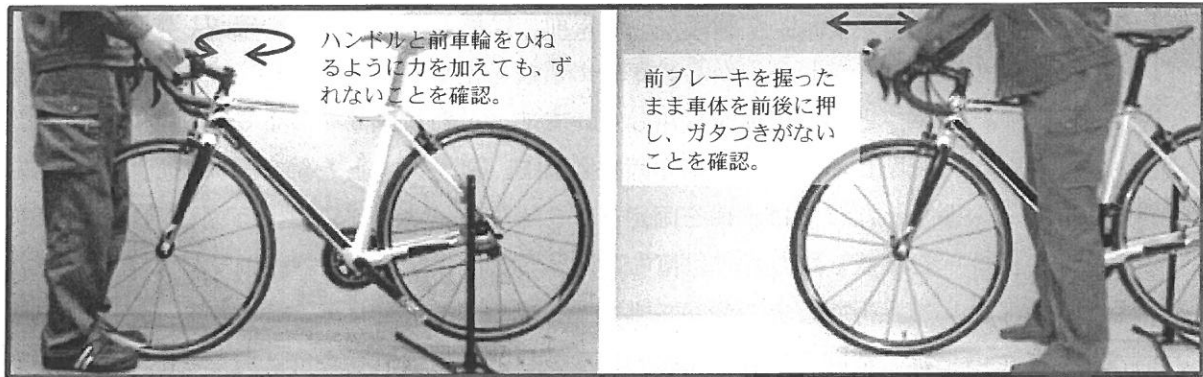 ハンドルと前車輪をひね
るように力を加えても、ず
れないことを確認。
前ブレーキを握った
まま車体を前後に押
し、ガタつきがない
ことを確認。